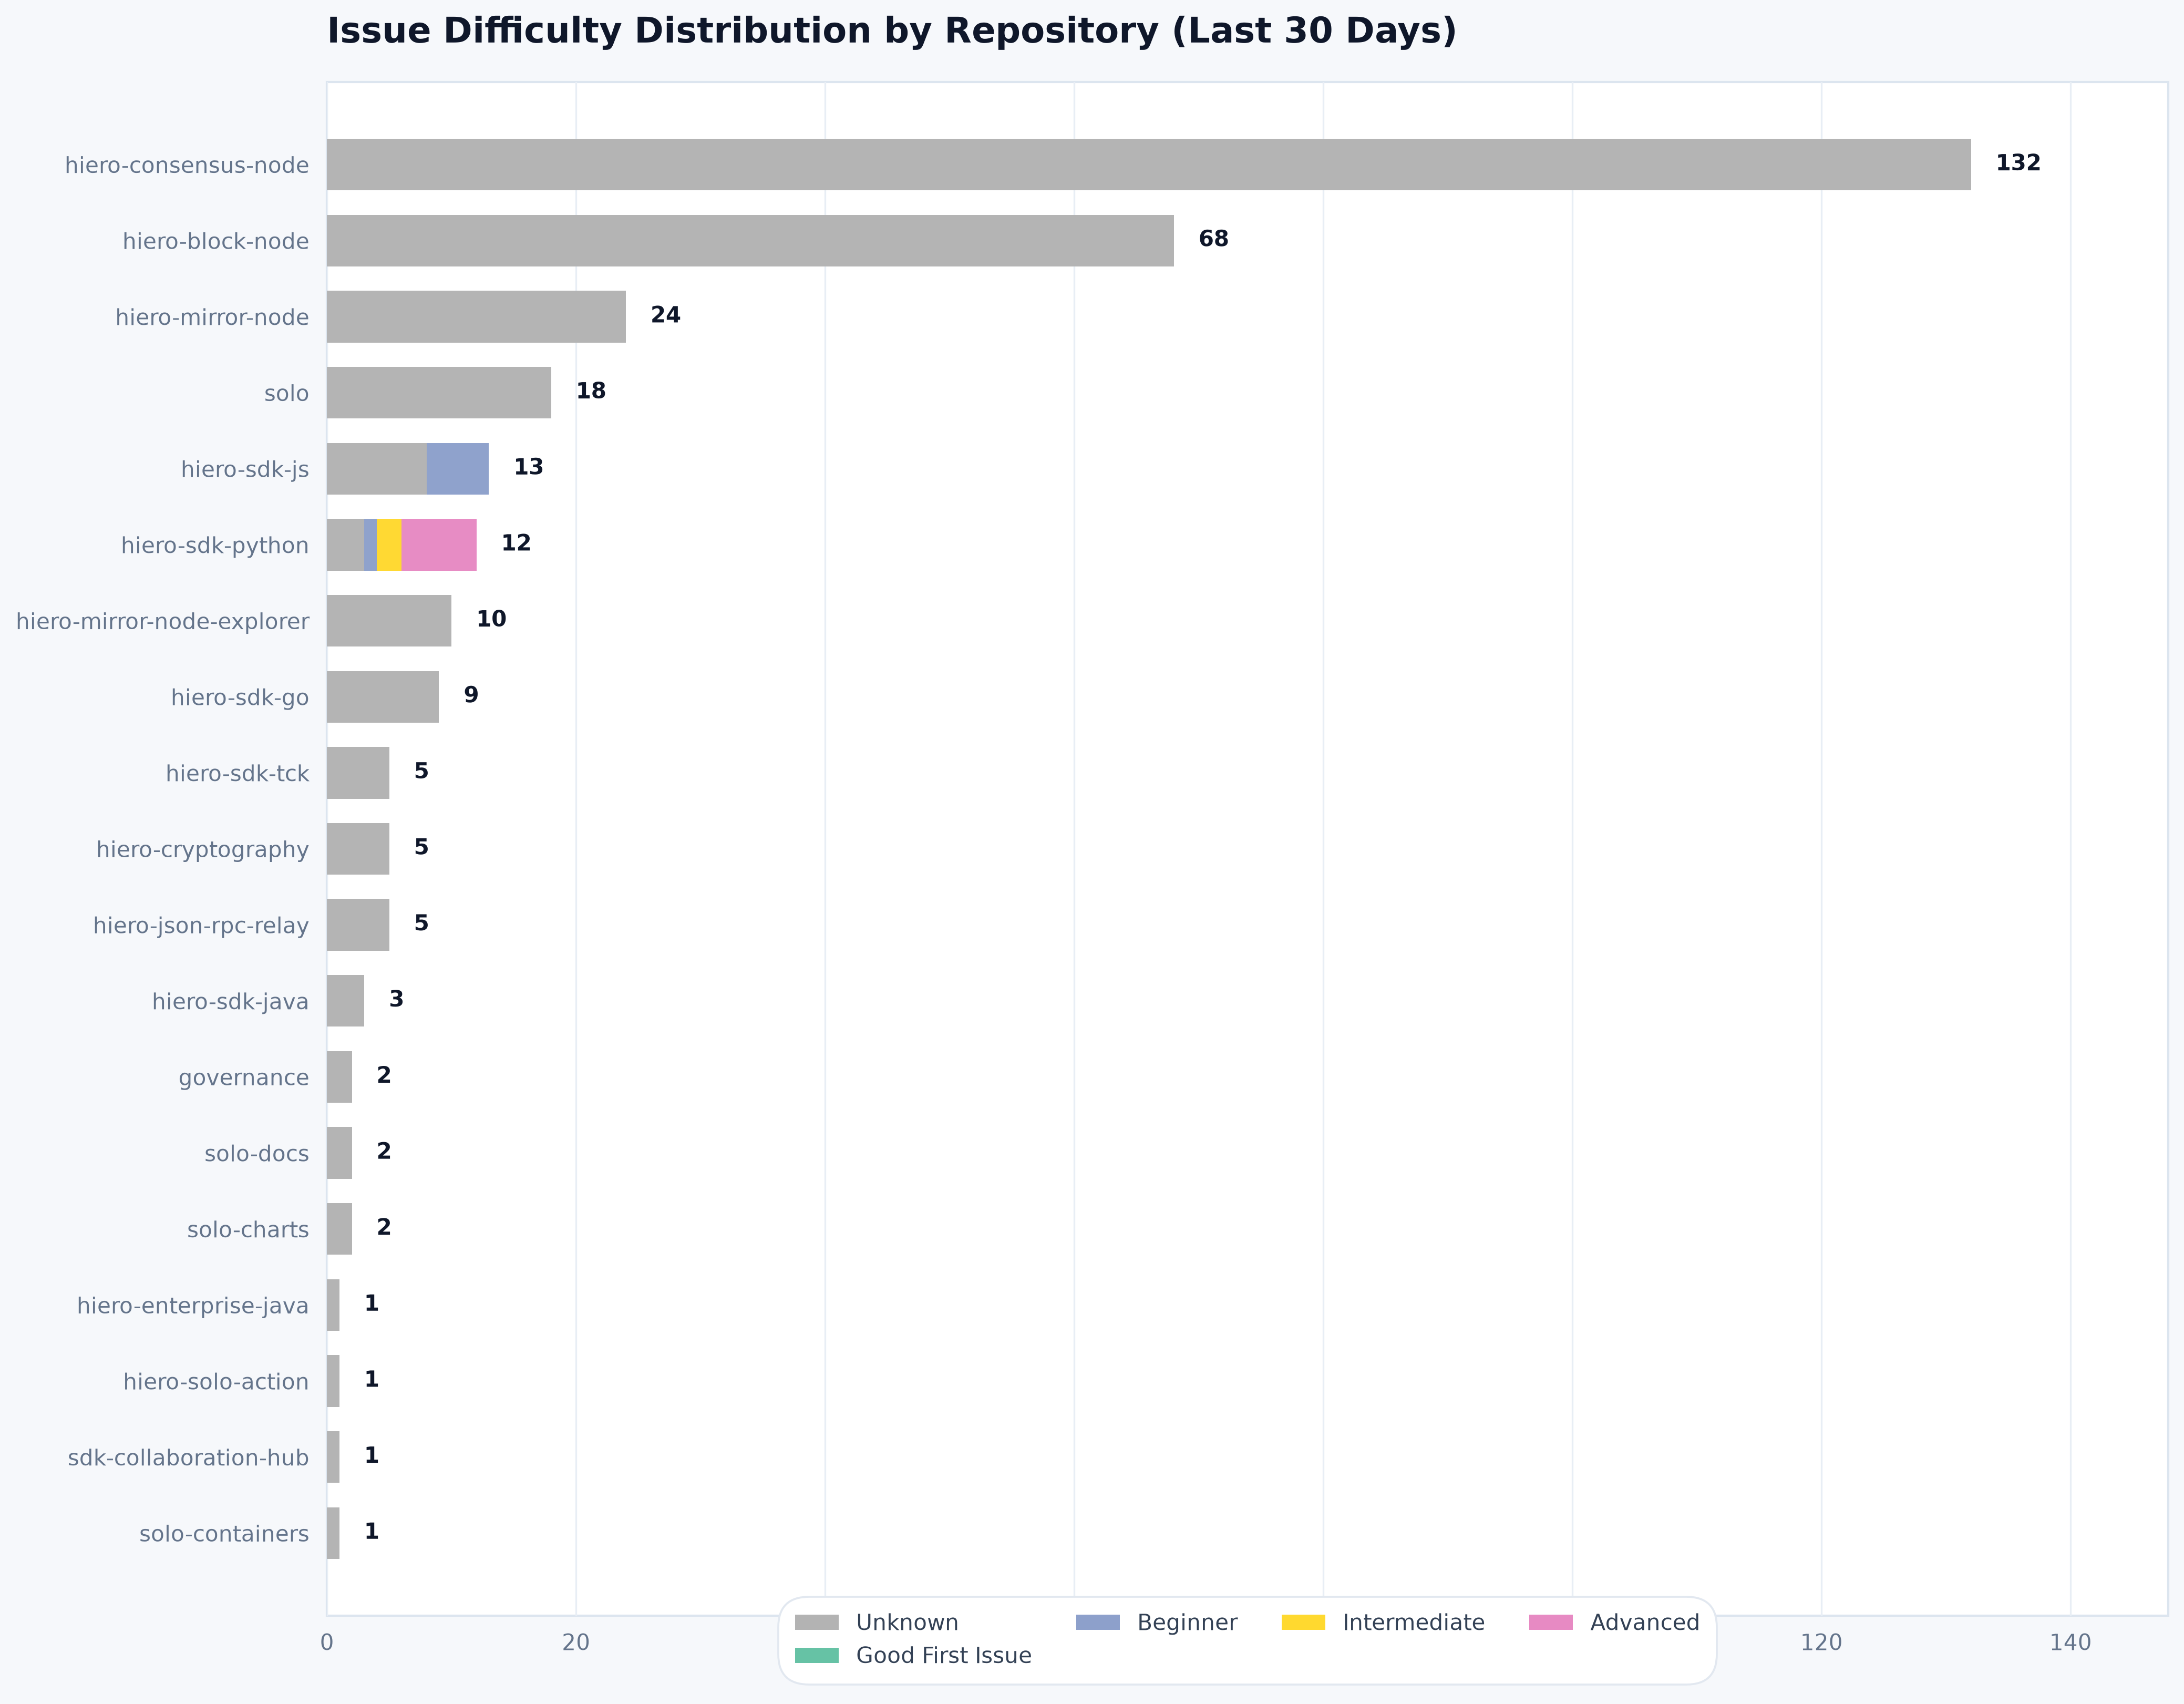 Issue Difficulty Distribution by Repository (Last 30 Days)
hiero-consensus-node 132
hiero-block-node 68
hiero-mirror-node 24
solo 18
hiero-sdk-js 13
hiero-sdk-python 12
hiero-mirror-node-explorer 10
hiero-sdk-go 9
hiero-sdk-tck 5
hiero-cryptography 5
hiero-json-rpc-relay 5
hiero-sdk-java 3
governance 2
solo-docs 2
solo-charts 2
hiero-enterprise-java 1
hiero-solo-action 1
sdk-collaboration-hub 1
solo-containers 1
0 20 120 140
Unknown Beginner Intermediate Advanced
Good First Issue